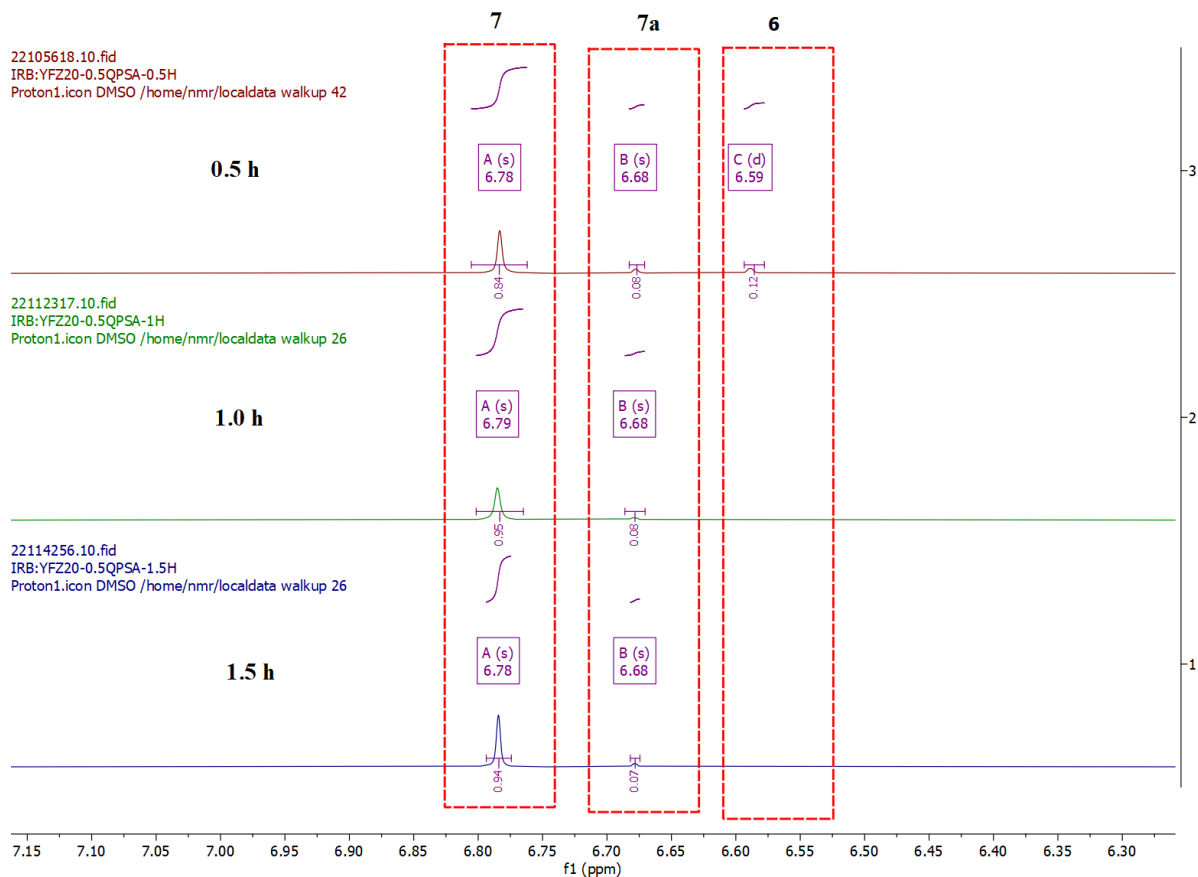 7 7a 6
22105618.10.fid
IRB:YFZ20-0.5QPSA-0.5H
Proton1.icon DMSO /home/nmr/localdata walkup 42
0.5 h
A (s)
6.78
B (s)
6.68
C (d)
6.59
3
0.84
0.08
0.12
22112317.10.fid
IRB:YFZ20-0.5QPSA-1H
Proton1.icon DMSO /home/nmr/localdata walkup 26
1.0 h
A (s)
6.79
B (s)
6.68
2
0.95
0.08
22114256.10.fid
IRB:YFZ20-0.5QPSA-1.5H
Proton1.icon DMSO /home/nmr/localdata walkup 26
1.5 h
A (s)
6.78
B (s)
6.68
1
0.94
0.07
7.15 7.10 7.05 7.00 6.95 6.90 6.85 6.80 6.75 6.70 6.65 6.60 6.55 6.50 6.45 6.40 6.35 6.30
f1 (ppm)